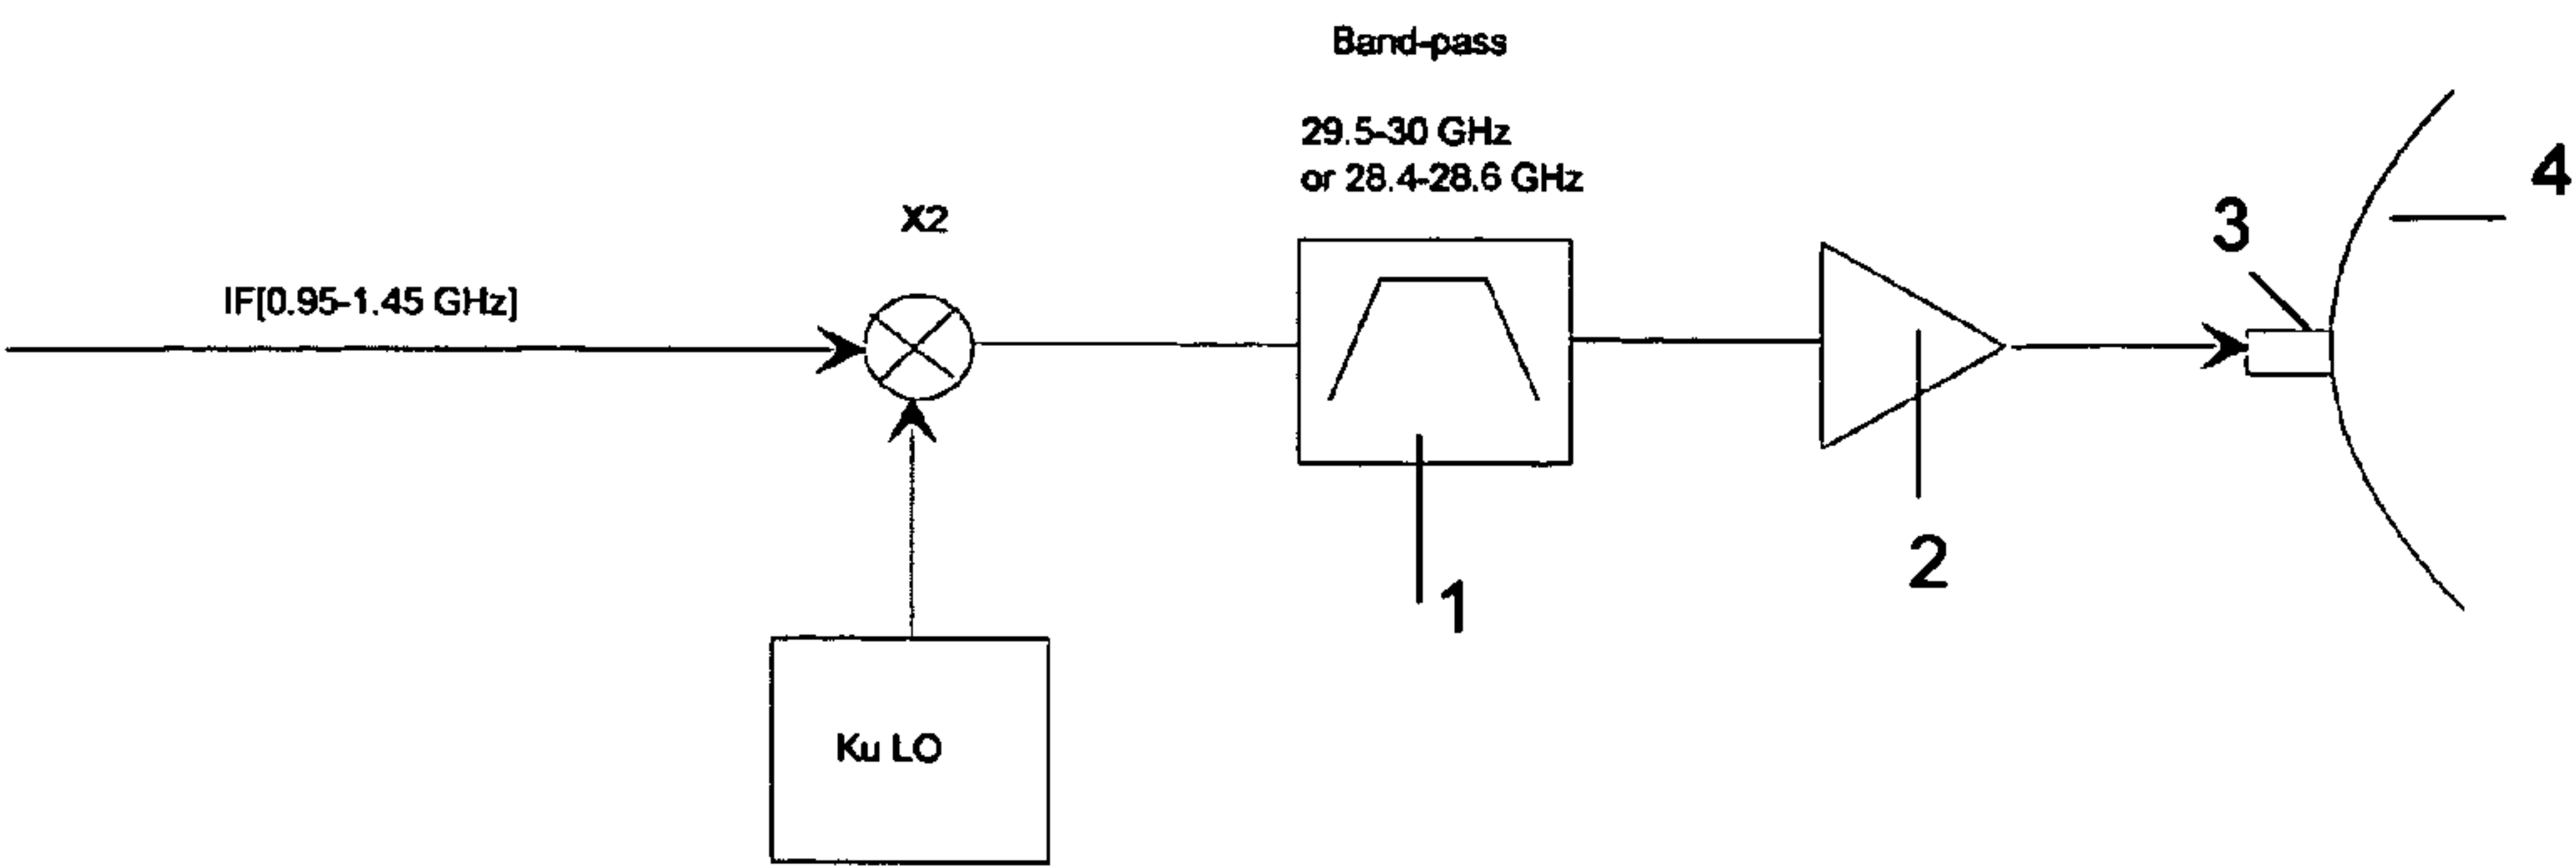 Band-pass
29.5-30 GHz
or 28.4-28.6 GHz
X2
IF[0.95-1.45 GHz]
3
4
2
1
Ku LO